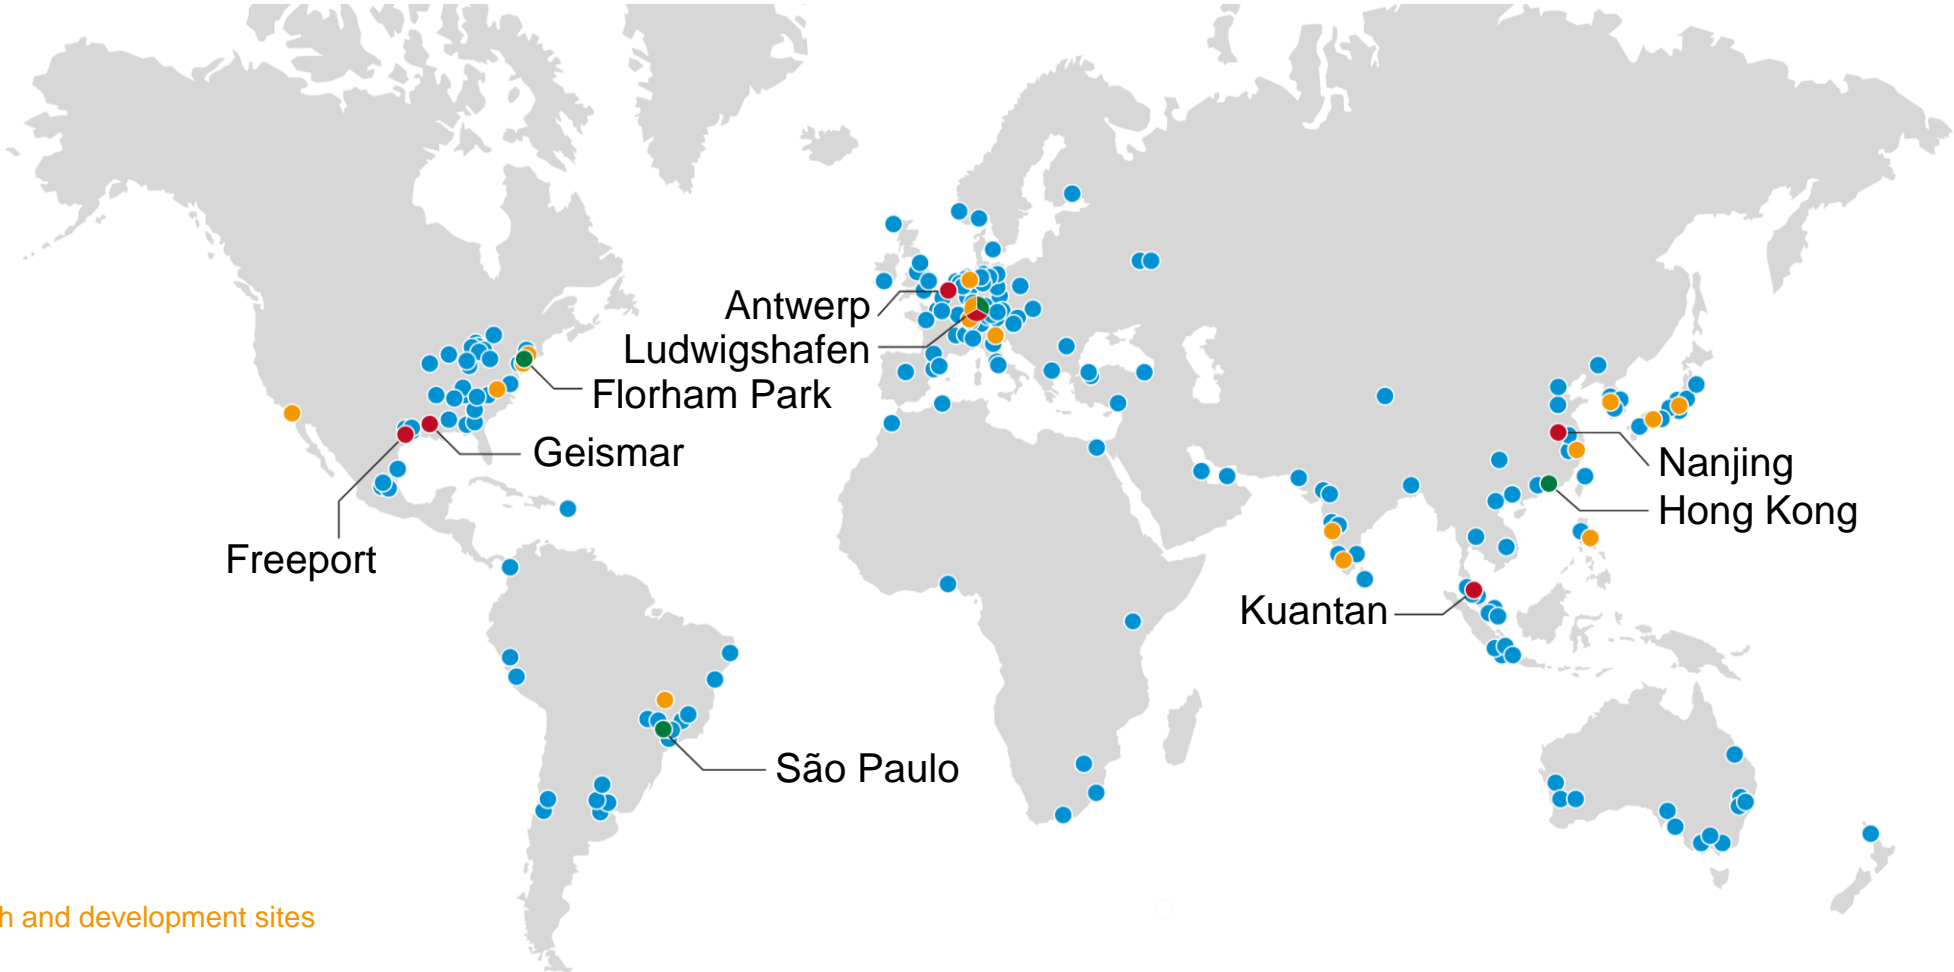 Antwerp
Ludwigshafen
Florham Park
Geismar
Freeport
Nanjing
Hong Kong
Kuantan
São Paulo
h and development sites